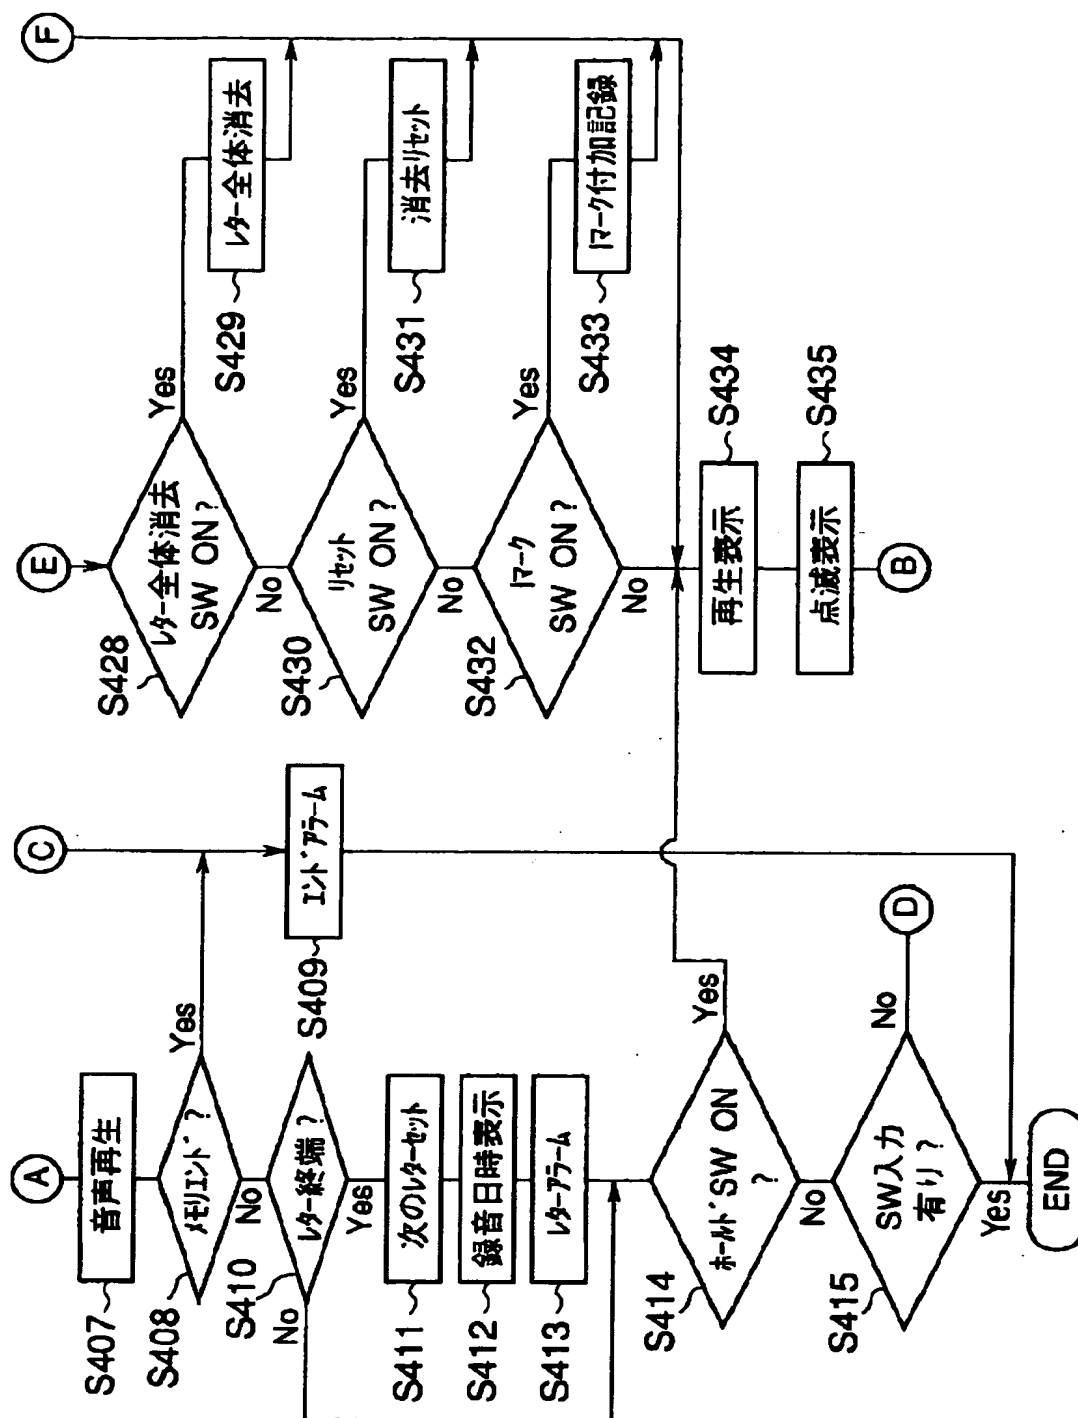 A
音声再生
S407
メモリエンド?
S408
Yes
No
C
エンドアラーム
S409
レター終端?
S410
No
Yes
次のレターセット
S411
録音日時表示
S412
レターアラーム
S413
ホールドSW ON
?
S414
Yes
No
SW入力
有り?
S415
No
D
Yes
END
E
F
レター全体消去
SW ON?
S428
Yes
レター全体消去
S429
No
リセット
SW ON?
S430
Yes
消去リセット
S431
No
Iマーク
SW ON?
S432
Yes
Iマーク付加記録
S433
No
再生表示
S434
点滅表示
S435
B